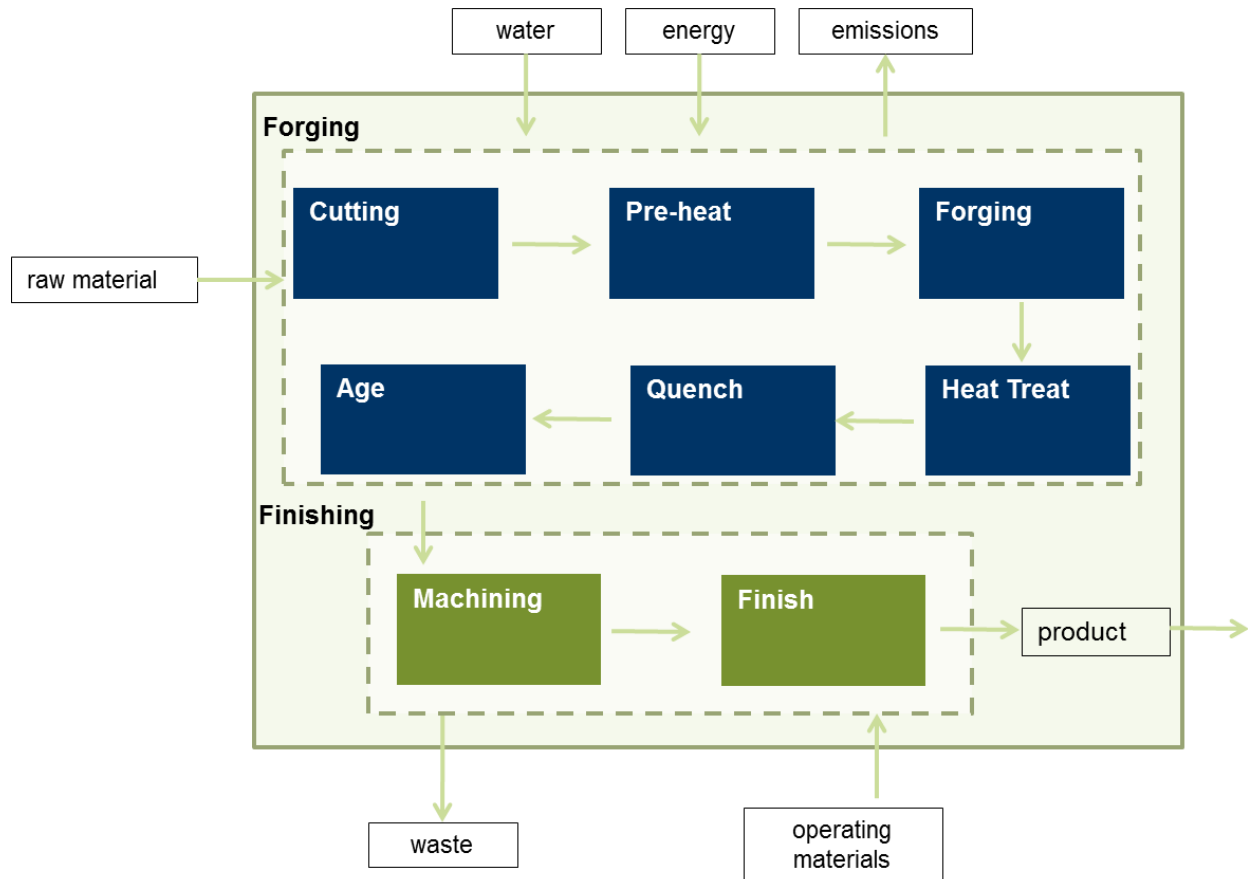 water
energy
emissions
Forging
Cutting
Pre-heat
Forging
raw material
Age
Quench
Heat Treat
Finishing
Machining
Finish
product
waste
operating
materials